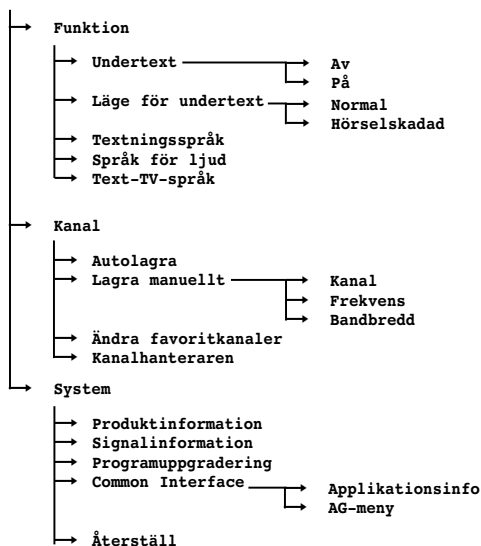 Funktion
Undertext
Av
På
Läge för undertext
Normal
Hörselskadad
Textningsspråk
Språk för ljud
Text-TV-språk
Kanal
Autolagra
Lagra manuellt
Kanal
Frekvens
Bandbredd
Ändra favoritkanaler
Kanalhanteraren
System
Produktinformation
Signalinformation
Programuppgradering
Common Interface
Applikationsinfo
AG-meny
Återställ